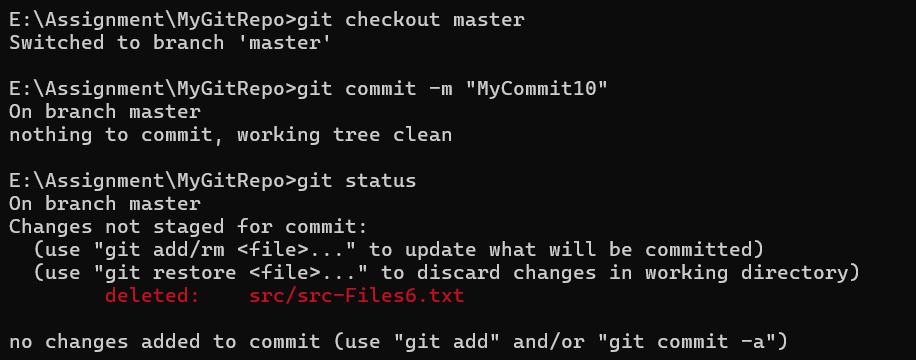 E:\Assignment\MyGitRepo>git checkout master
Switched to branch 'master'
E:\Assignment\MyGitRepo>git commit -m "MyCommit10"
On branch master
nothing to commit, working tree clean
E:\Assignment\MyGitRepo>git status
On branch master
Changes not staged for commit:
  (use "git add/rm <file>..." to update what will be committed)
  (use "git restore <file>..." to discard changes in working directory)
        deleted:    src/src-Files6.txt
no changes added to commit (use "git add" and/or "git commit -a")